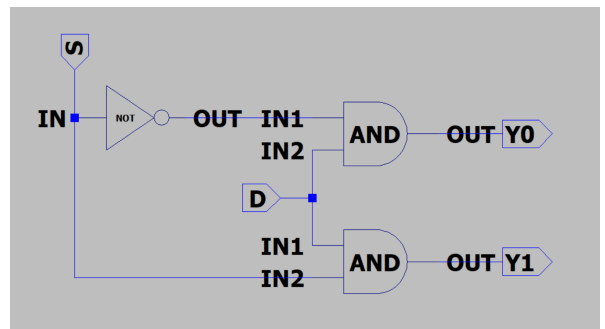 S
IN NOT OUT IN1 AND OUT Y0
IN2
D
IN1 AND OUT Y1
IN2